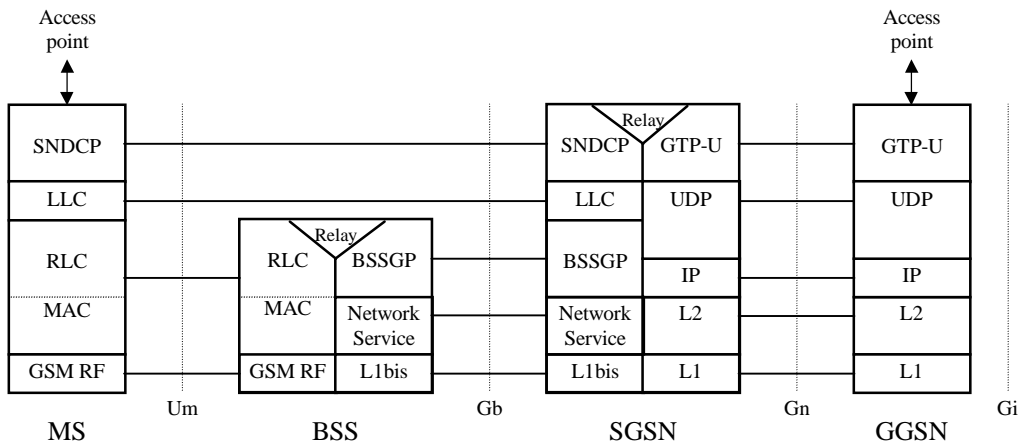 Access
point
Access
point
Relay
SNDCP
SNDCP
GTP-U
GTP-U
LLC
LLC
UDP
UDP
Relay
RLC
RLC
BSSGP
BSSGP
IP
IP
MAC
MAC
Network
Service
Network
Service
L2
L2
GSM RF
GSM RF
L1bis
L1bis
L1
L1
Um
Gb
Gn
Gi
MS
BSS
SGSN
GGSN